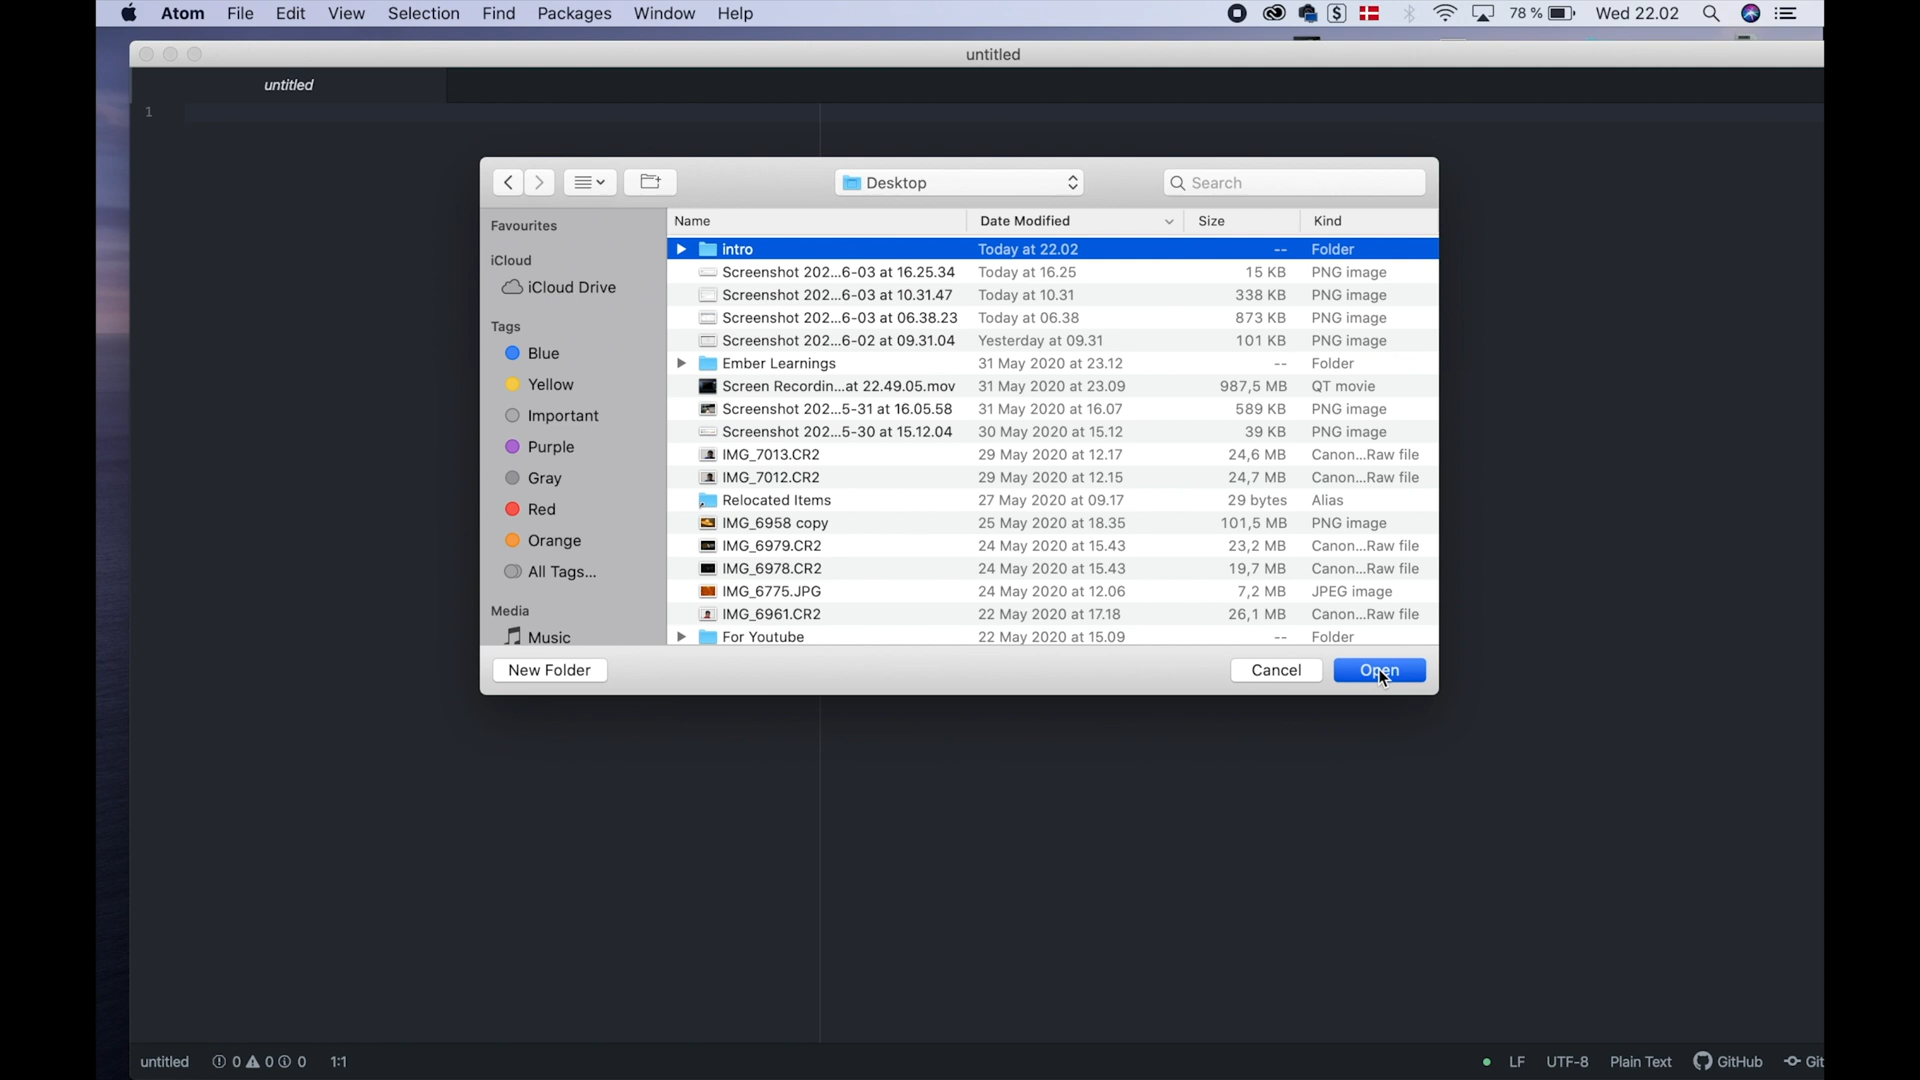 Atom File Edit View Selection Find Packages Window Help 78 % Wed 22.02
untitled
untitled
1
Desktop Search
Favourites
iCloud
iCloud Drive
Tags
Blue
Yellow
Important
Purple
Gray
Red
Orange
All Tags...
Media
Music
Name Date Modified Size Kind
intro Today at 22.02 -- Folder
Screenshot 202...6-03 at 16.25.34 Today at 16.25 15 KB PNG image
Screenshot 202...6-03 at 10.31.47 Today at 10.31 338 KB PNG image
Screenshot 202...6-03 at 06.38.23 Today at 06.38 873 KB PNG image
Screenshot 202...6-02 at 09.31.04 Yesterday at 09.31 101 KB PNG image
Ember Learnings 31 May 2020 at 23.12 -- Folder
Screen Recordin...at 22.49.05.mov 31 May 2020 at 23.09 987,5 MB QT movie
Screenshot 202...5-31 at 16.05.58 31 May 2020 at 16.07 589 KB PNG image
Screenshot 202...5-30 at 15.12.04 30 May 2020 at 15.12 39 KB PNG image
IMG_7013.CR2 29 May 2020 at 12.17 24,6 MB Canon...Raw file
IMG_7012.CR2 29 May 2020 at 12.15 24,7 MB Canon...Raw file
Relocated Items 27 May 2020 at 09.17 29 bytes Alias
IMG_6958 copy 25 May 2020 at 18.35 101,5 MB PNG image
IMG_6979.CR2 24 May 2020 at 15.43 23,2 MB Canon...Raw file
IMG_6978.CR2 24 May 2020 at 15.43 19,7 MB Canon...Raw file
IMG_6775.JPG 24 May 2020 at 12.06 7,2 MB JPEG image
IMG_6961.CR2 22 May 2020 at 17.18 26,1 MB Canon...Raw file
For Youtube 22 May 2020 at 15.09 -- Folder
New Folder Cancel Open
untitled 0 0 0 1:1 LF UTF-8 Plain Text GitHub Git